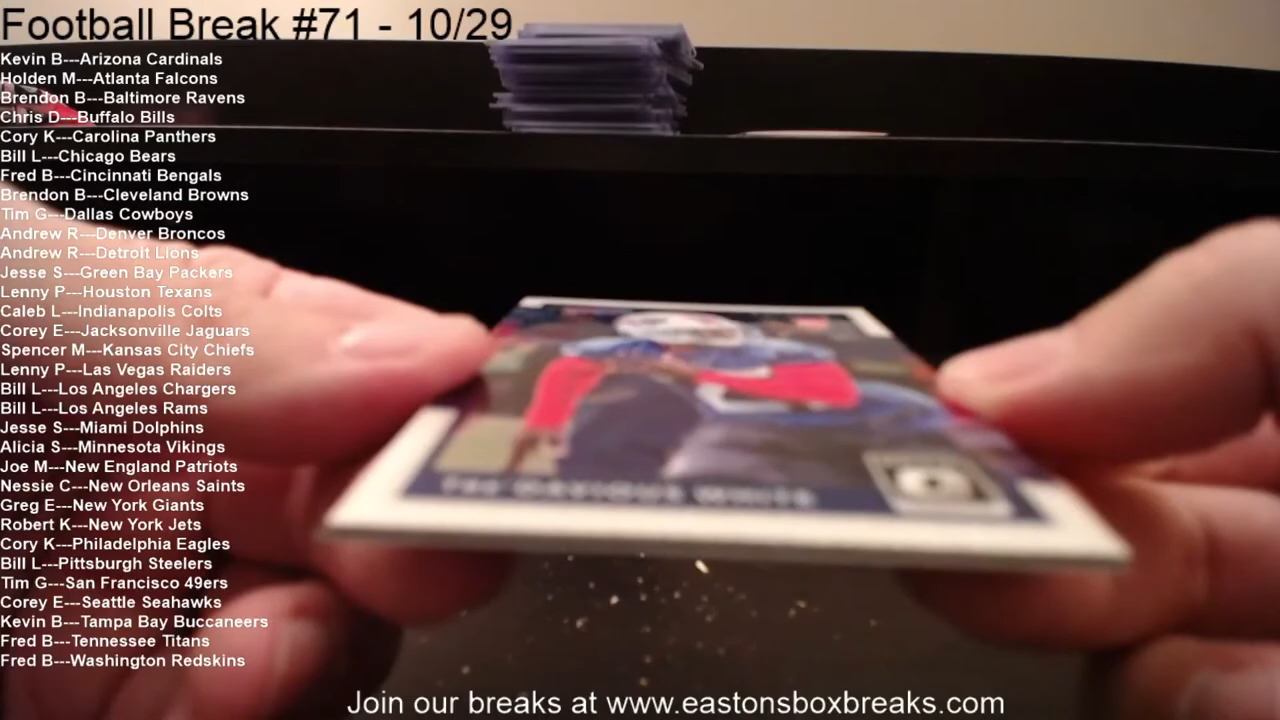 Football Break #71 - 10/29
Kevin B---Arizona Cardinals
Holden M---Atlanta Falcons
Brendon B---Baltimore Ravens
Chris D---Buffalo Bills
Cory K---Carolina Panthers
Bill L---Chicago Bears
Fred B---Cincinnati Bengals
Brendon B---Cleveland Browns
Tim G---Dallas Cowboys
Andrew R---Denver Broncos
Andrew R---Detroit Lions
Jesse S---Green Bay Packers
Lenny P---Houston Texans
Caleb L---Indianapolis Colts
Corey E---Jacksonville Jaguars
Spencer M---Kansas City Chiefs
Lenny P---Las Vegas Raiders
Bill L---Los Angeles Chargers
Bill L---Los Angeles Rams
Jesse S---Miami Dolphins
Alicia S---Minnesota Vikings
Joe M---New England Patriots
Nessie C---New Orleans Saints
Greg E---New York Giants
Robert K---New York Jets
Cory K---Philadelphia Eagles
Bill L---Pittsburgh Steelers
Tim G---San Francisco 49ers
Corey E---Seattle Seahawks
Kevin B---Tampa Bay Buccaneers
Fred B---Tennessee Titans
Fred B---Washington Redskins
WHITE
Join our breaks at www.eastonsboxbreaks.com